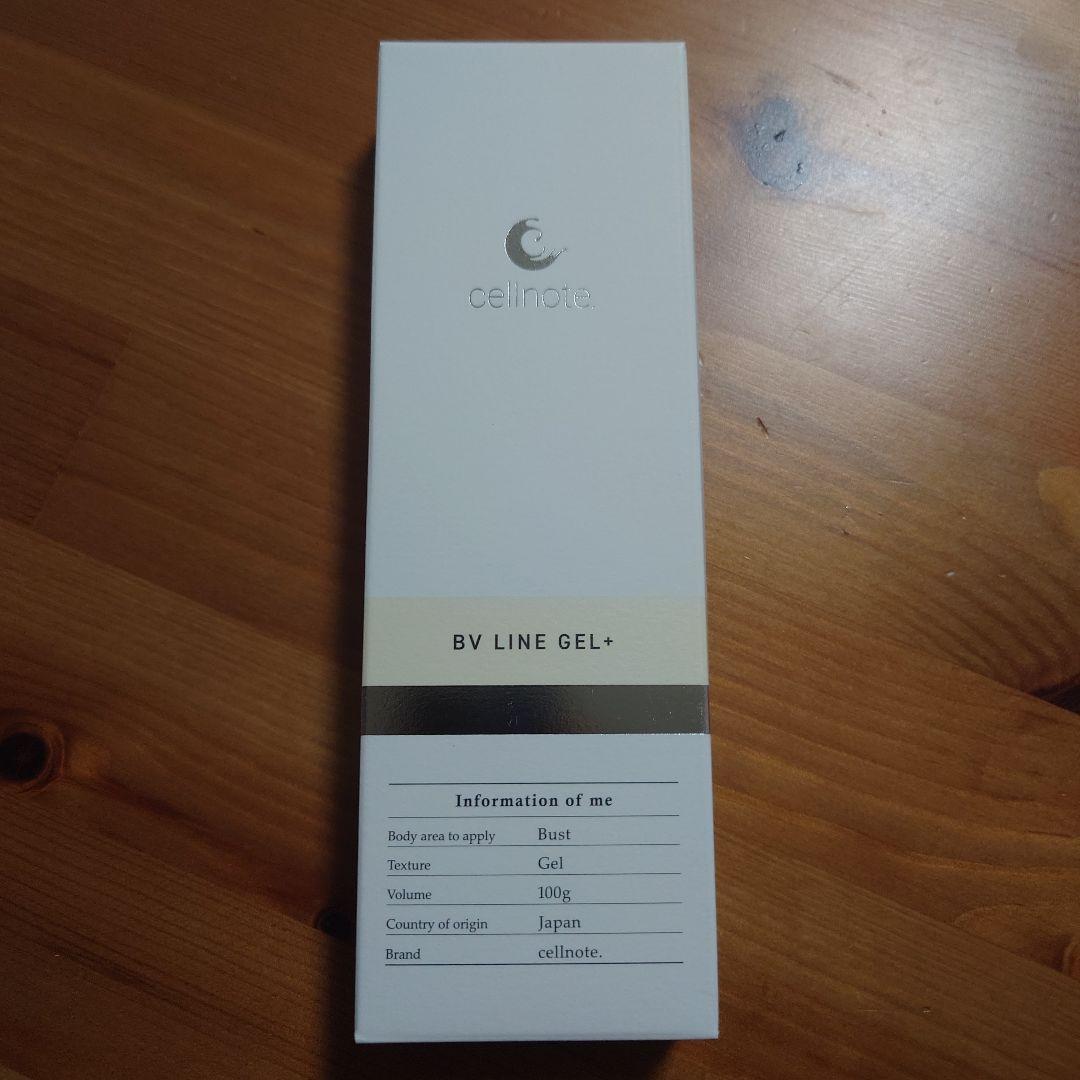 cellnote.
BV LINE GEL+
Information of me
Body area to apply Bust
Texture Gel
Volume 100g
Country of origin Japan
Brand cellnote.